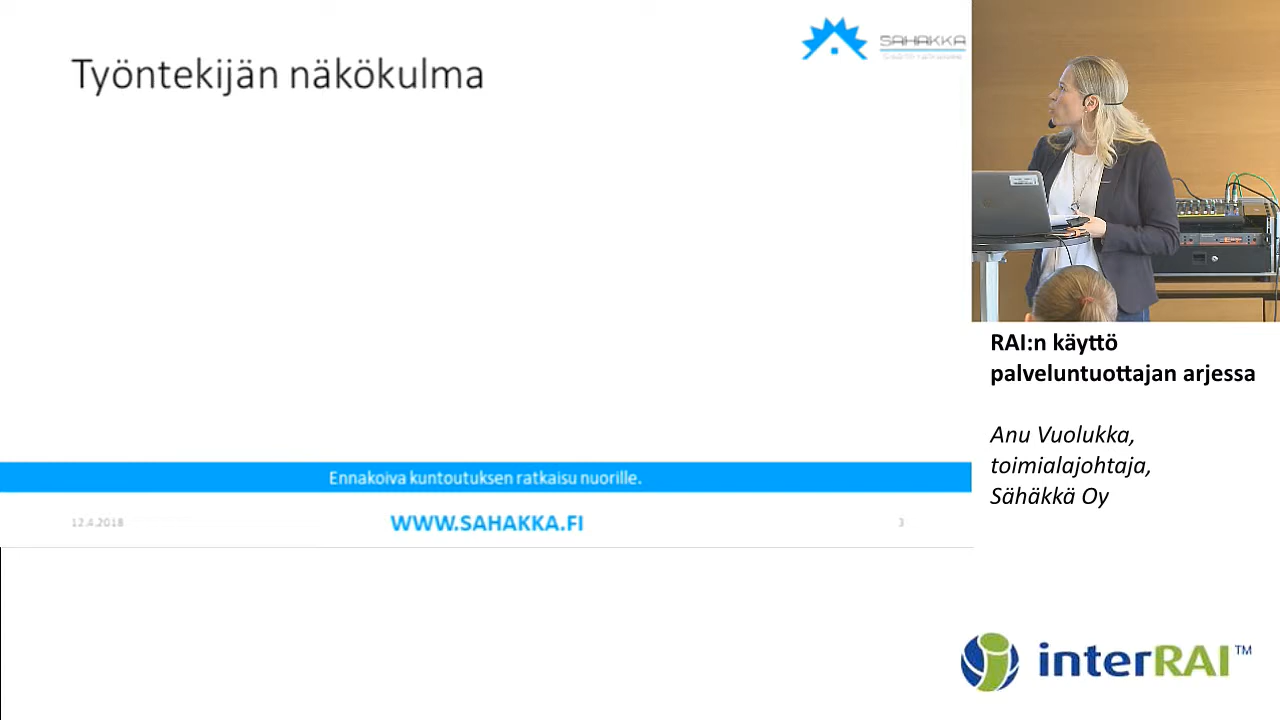 Työntekijän näkökulma
SAHAKKA
RAI:n käyttö
palveluntuottajan arjessa
Anu Vuolukka,
toimialajohtaja,
Sähäkkä Oy
Ennakoiva kuntoutuksen ratkaisu nuorille.
12.4.2018
WWW.SAHAKKA.FI
3
interRAI™